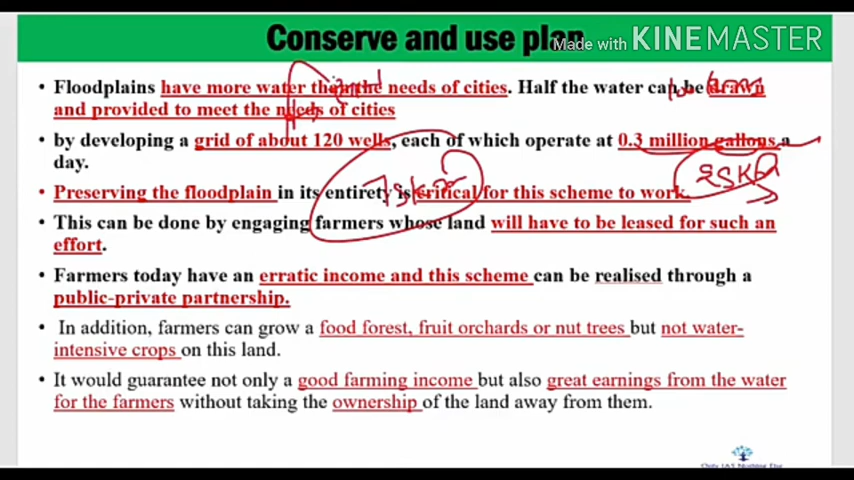 Conserve and use plan
Made with KINEMASTER
• Floodplains have more water than the needs of cities. Half the water can be drawn
and provided to meet the needs of cities
• by developing a grid of about 120 wells, each of which operate at 0.3 million gallons a
day.
• Preserving the floodplain in its entirety is critical for this scheme to work.
• This can be done by engaging farmers whose land will have to be leased for such an
effort.
• Farmers today have an erratic income and this scheme can be realised through a
public-private partnership.
• In addition, farmers can grow a food forest, fruit orchards or nut trees but not water-
intensive crops on this land.
• It would guarantee not only a good farming income but also great earnings from the water
for the farmers without taking the ownership of the land away from them.